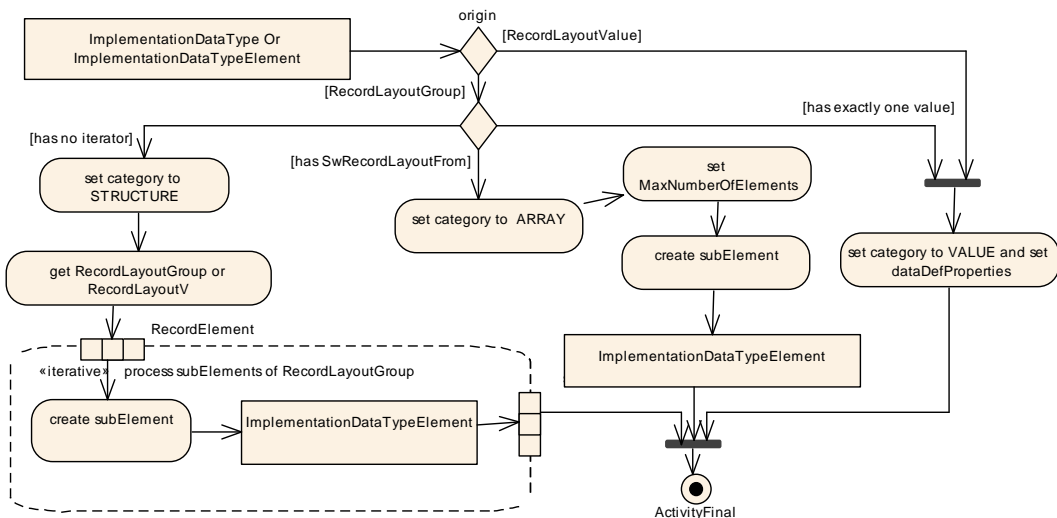 origin
ImplementationDataType Or
ImplementationDataTypeElement
[RecordLayoutValue]
[RecordLayoutGroup]
[has exactly one value]
[has no iterator]
[has SwRecordLayoutFrom]
set category to
STRUCTURE
set
MaxNumberOfElements
set category to ARRAY
get RecordLayoutGroup or
RecordLayoutV
create subElement
set category to VALUE and set
dataDefProperties
RecordElement
«iterative» process subElements of RecordLayoutGroup
ImplementationDataTypeElement
create subElement
ImplementationDataTypeElement
ActivityFinal